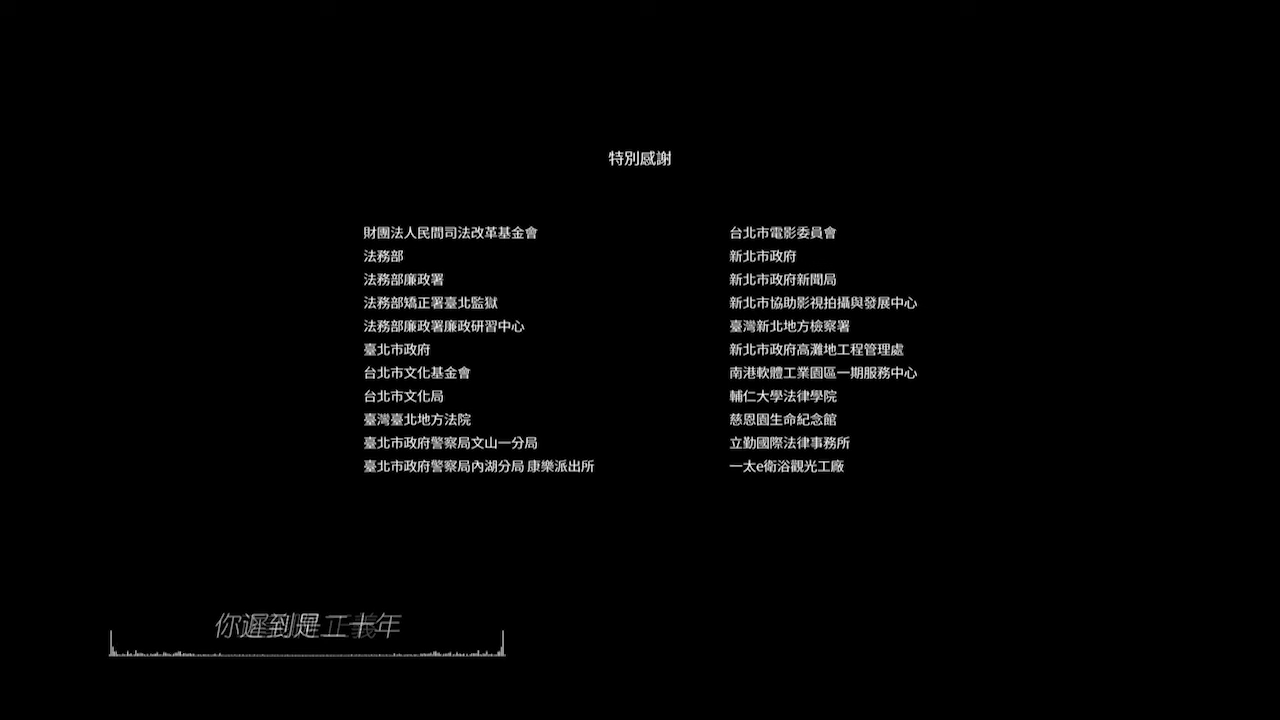 特別感謝
財團法人民間司法改革基金會
法務部
法務部廉政署
法務部矯正署臺北監獄
法務部廉政署廉政研習中心
臺北市政府
台北市文化基金會
台北市文化局
臺灣臺北地方法院
臺北市政府警察局文山一分局
臺北市政府警察局內湖分局 康樂派出所
台北市電影委員會
新北市政府
新北市政府新聞局
新北市協助影視拍攝與發展中心
臺灣新北地方檢察署
新北市政府高灘地工程管理處
南港軟體工業園區一期服務中心
輔仁大學法律學院
慈恩園生命紀念館
立勤國際法律事務所
一太e衛浴觀光工廠